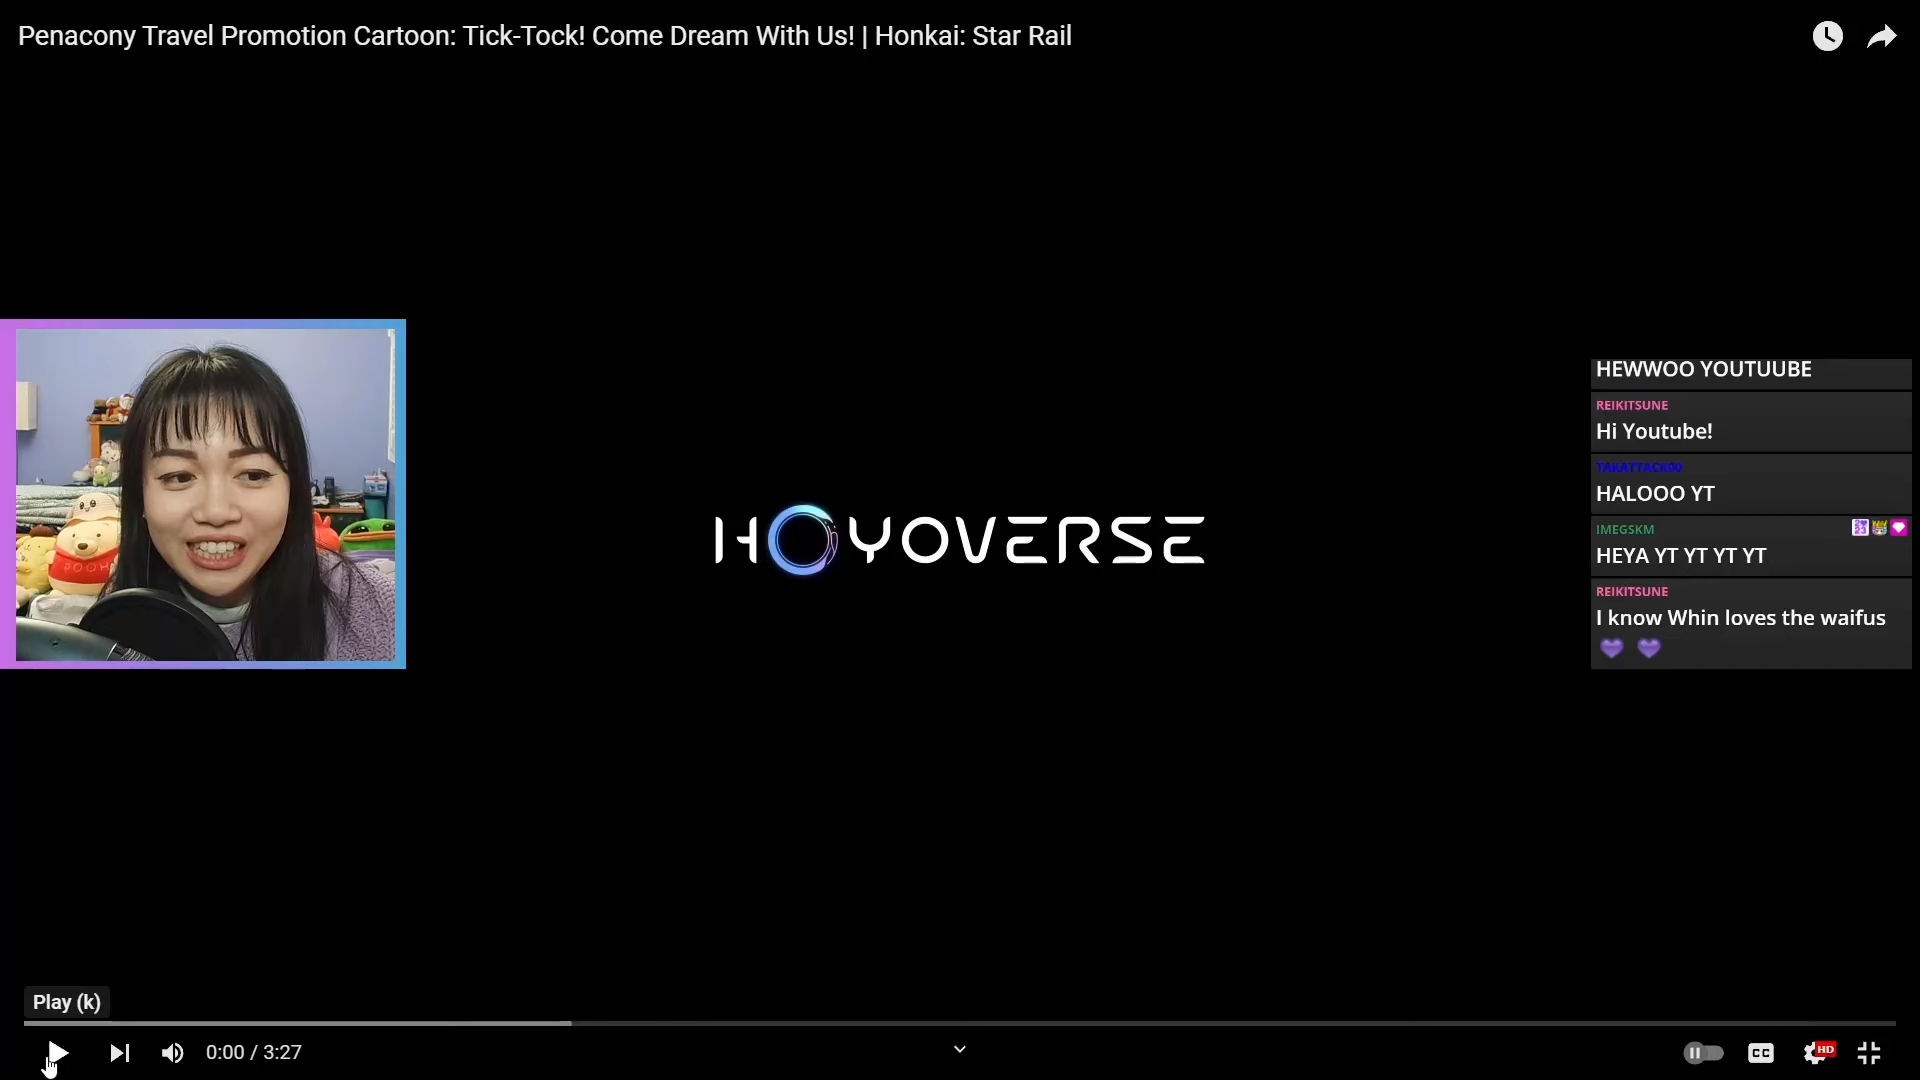 Penacony Travel Promotion Cartoon: Tick-Tock! Come Dream With Us! | Honkai: Star Rail
HOYOVERSE
POOH
HEWWOO YOUTUUBE
REIKITSUNE
Hi Youtube!
TAKATTACK00
HALOOO YT
IMEGSKM
HEYA YT YT YT YT
REIKITSUNE
I know Whin loves the waifus
Play (k)
0:00 / 3:27
CC
HD